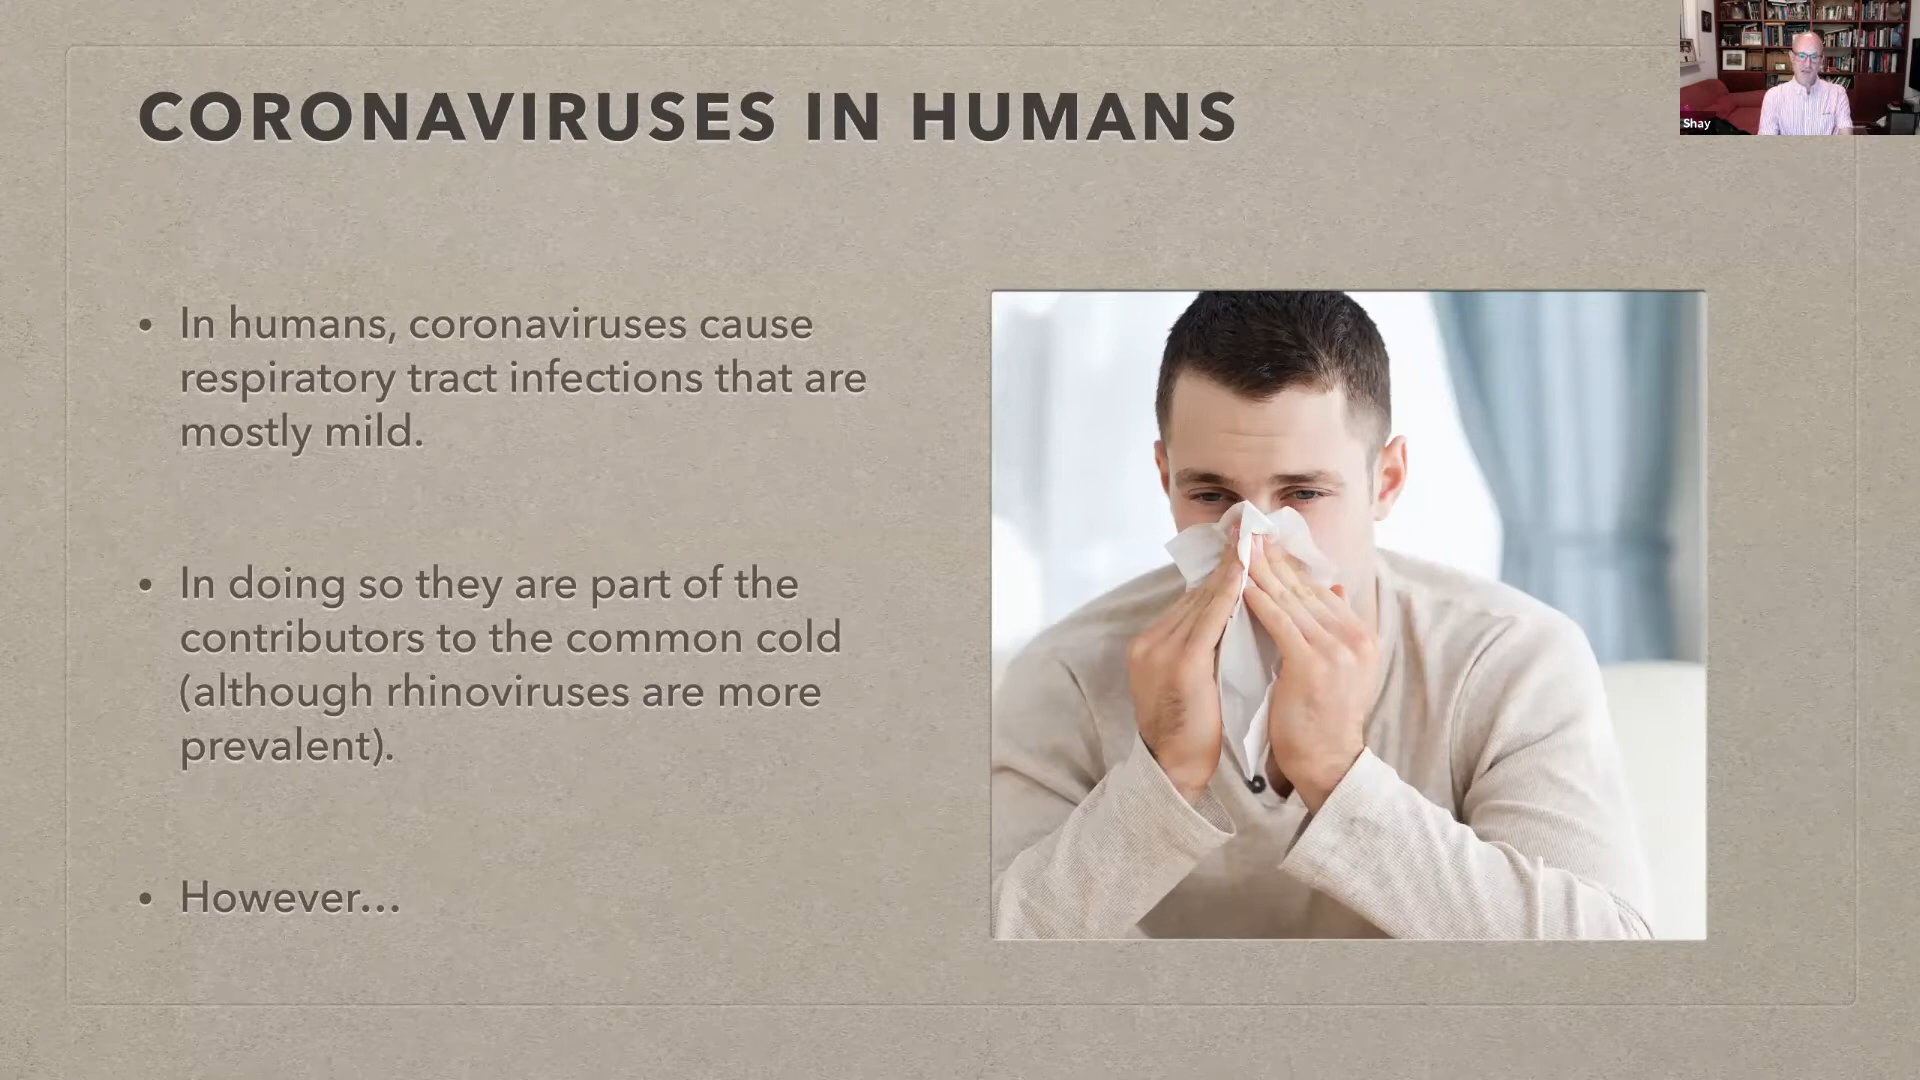 CORONAVIRUSES IN HUMANS
Shay
• In humans, coronaviruses cause
respiratory tract infections that are
mostly mild.
• In doing so they are part of the
contributors to the common cold
(although rhinoviruses are more
prevalent).
• However…